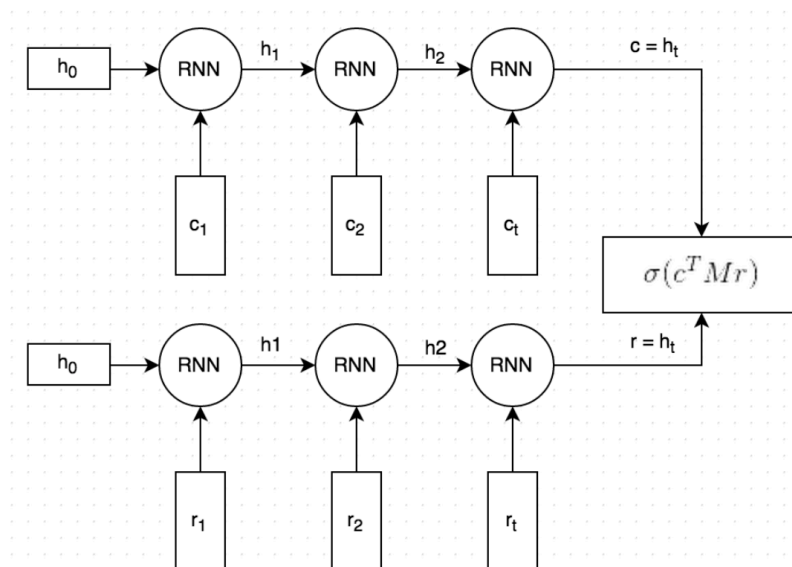 h₀ RNN h₁ RNN h₂ RNN c = hₜ
c₁ c₂ cₜ
σ(cᵀMr)
h₀ RNN h1 RNN h2 RNN r = hₜ
r₁ r₂ rₜ